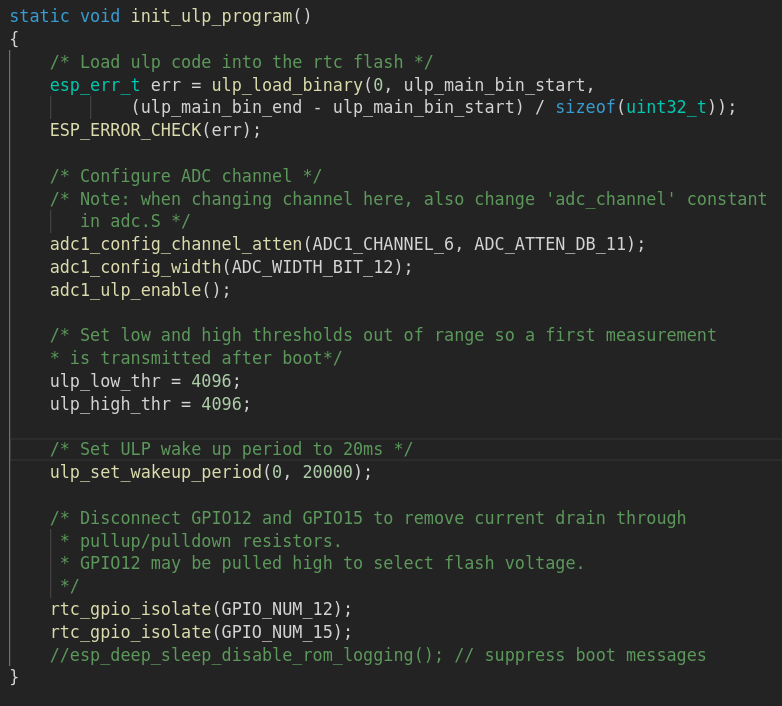 static void init_ulp_program()
{
    /* Load ulp code into the rtc flash */
    esp_err_t err = ulp_load_binary(0, ulp_main_bin_start,
            (ulp_main_bin_end - ulp_main_bin_start) / sizeof(uint32_t));
    ESP_ERROR_CHECK(err);

    /* Configure ADC channel */
    /* Note: when changing channel here, also change 'adc_channel' constant
       in adc.S */
    adc1_config_channel_atten(ADC1_CHANNEL_6, ADC_ATTEN_DB_11);
    adc1_config_width(ADC_WIDTH_BIT_12);
    adc1_ulp_enable();

    /* Set low and high thresholds out of range so a first measurement
    * is transmitted after boot*/
    ulp_low_thr = 4096;
    ulp_high_thr = 4096;

    /* Set ULP wake up period to 20ms */
    ulp_set_wakeup_period(0, 20000);

    /* Disconnect GPIO12 and GPIO15 to remove current drain through
     * pullup/pulldown resistors.
     * GPIO12 may be pulled high to select flash voltage.
     */
    rtc_gpio_isolate(GPIO_NUM_12);
    rtc_gpio_isolate(GPIO_NUM_15);
    //esp_deep_sleep_disable_rom_logging(); // suppress boot messages
}